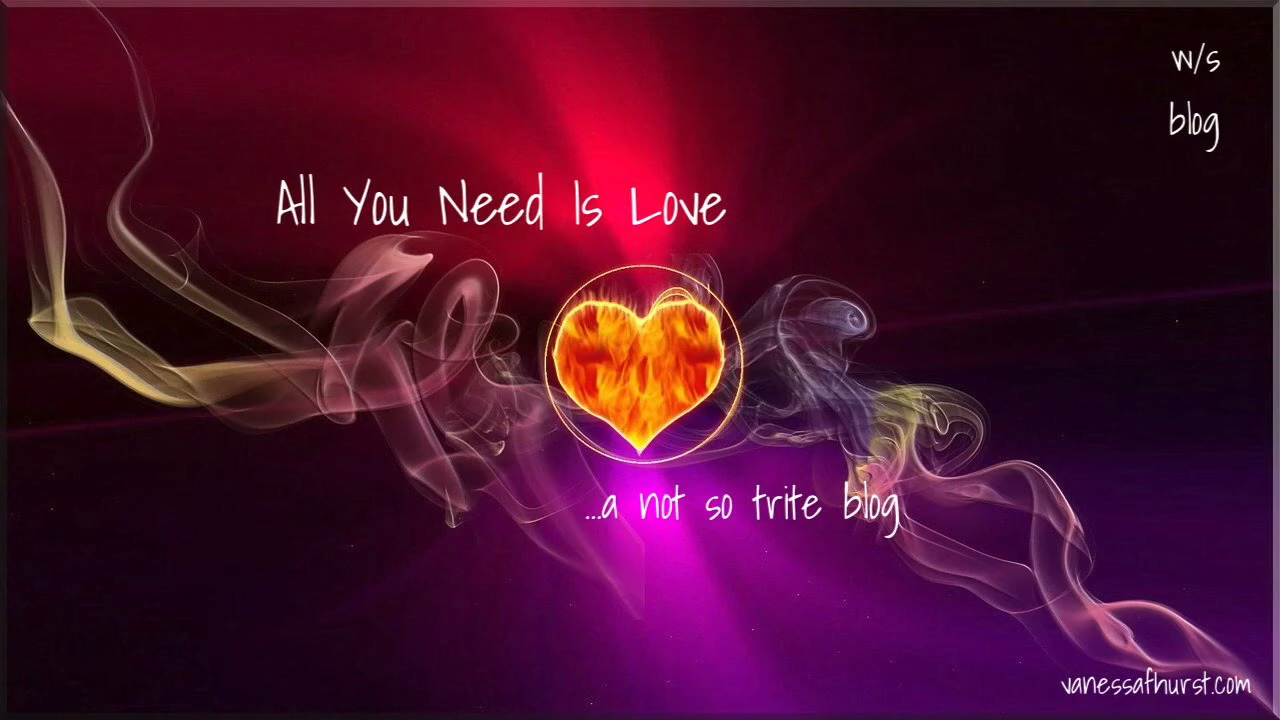 w/s
blog
All You Need Is Love
...a not so trite blog
vanessafhurst.com